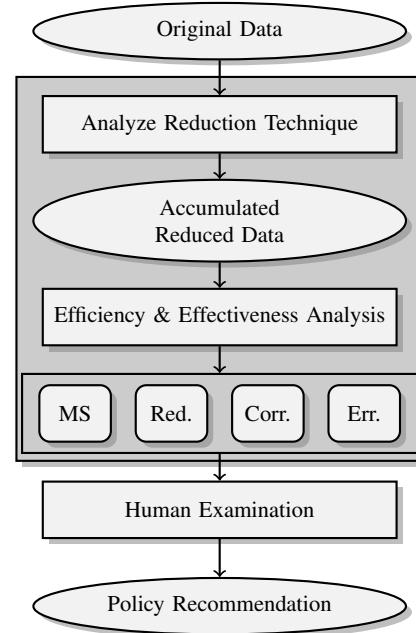 Original Data
Analyze Reduction Technique
Accumulated
Reduced Data
Efficiency & Effectiveness Analysis
MS Red. Corr. Err.
Human Examination
Policy Recommendation